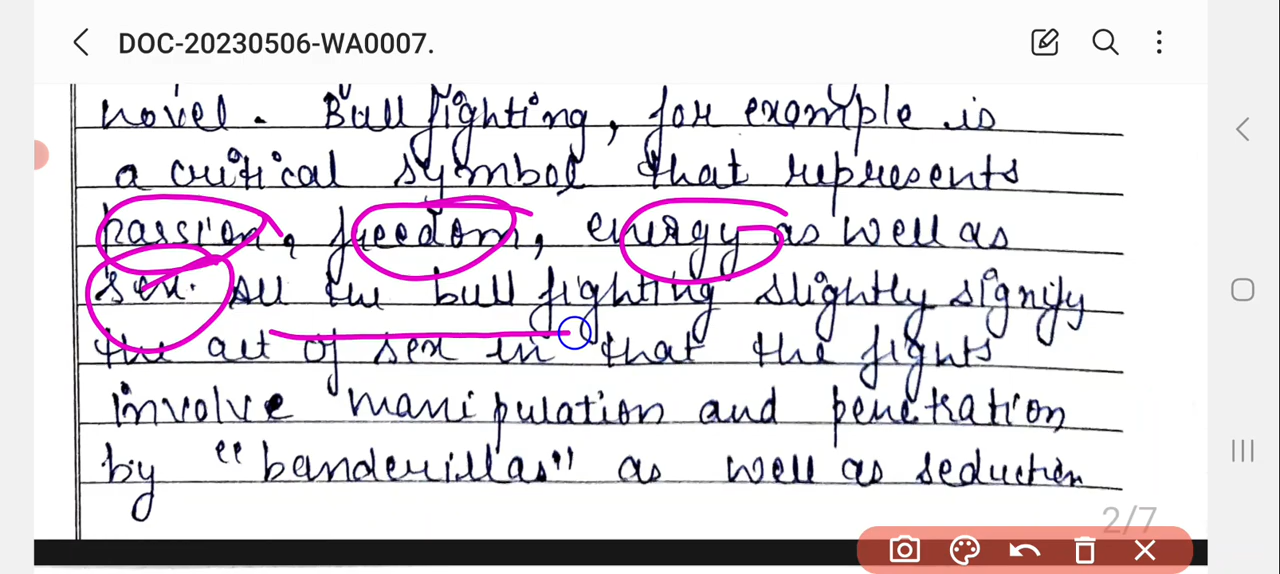 DOC-20230506-WA0007.
novel. Bull fighting, for example is
a critical symbol that represents
passion, freedom, energy as well as
sex. All the bull fighting slightly signify
the act of sex in that the fights
involve manipulation and penetration
by "banderillas" as well as seduction
2/7